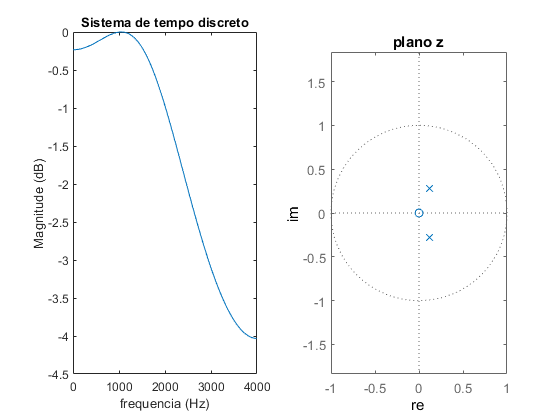 Sistema de tempo discreto
0
-0.5
-1
-1.5
-2
-2.5
-3
-3.5
-4
-4.5
Magnitude (dB)
0 1000 2000 3000 4000
frequencia (Hz)
plano z
1.5
1
0.5
0
-0.5
-1
-1.5
im
-1 -0.5 0 0.5 1
re